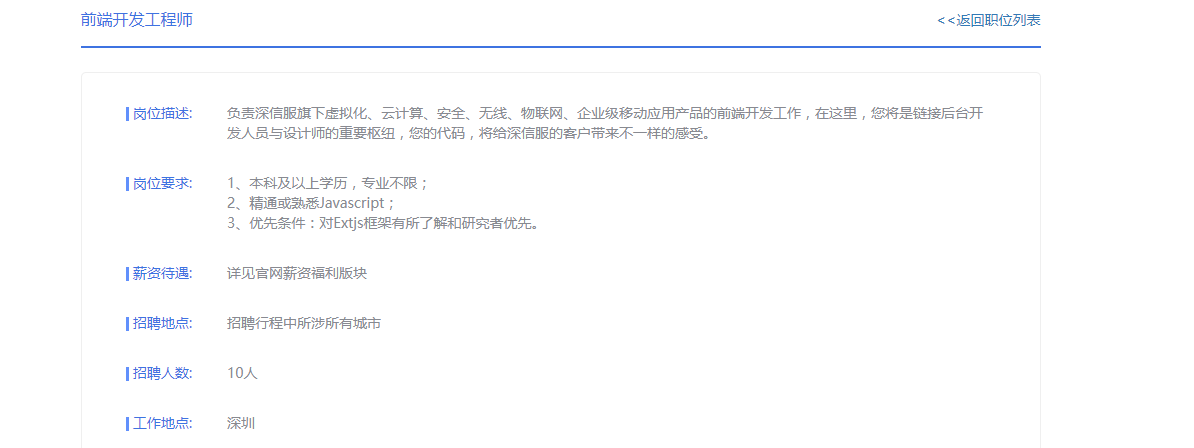 前端开发工程师
<<返回职位列表
岗位描述:
负责深信服旗下虚拟化、云计算、安全、无线、物联网、企业级移动应用产品的前端开发工作，在这里，您将是链接后台开
发人员与设计师的重要枢纽，您的代码，将给深信服的客户带来不一样的感受。
岗位要求:
1、本科及以上学历，专业不限；
2、精通或熟悉Javascript；
3、优先条件：对Extjs框架有所了解和研究者优先。
薪资待遇:
详见官网薪资福利版块
招聘地点:
招聘行程中所涉所有城市
招聘人数:
10人
工作地点:
深圳